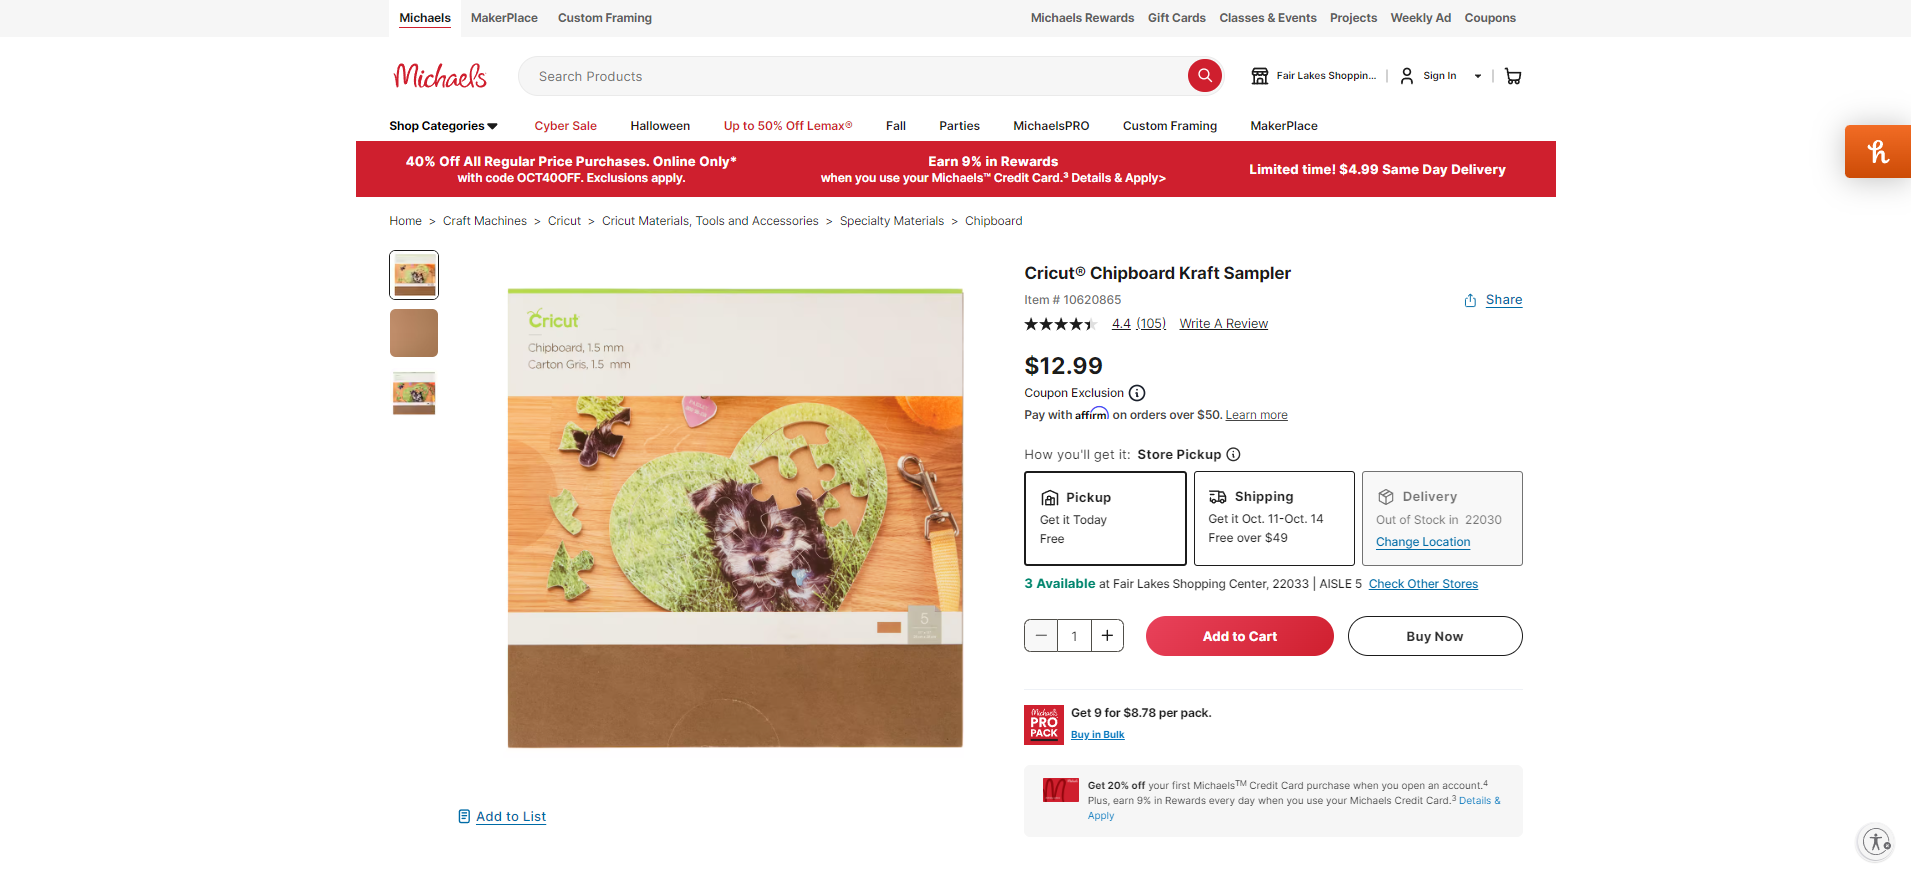 Michaels
MakerPlace
Custom Framing
Michaels Rewards
Gift Cards
Classes & Events
Projects
Weekly Ad
Coupons
Michaels
Search Products
Fair Lakes Shoppin...
Sign In
Shop Categories
Cyber Sale
Halloween
Up to 50% Off Lemax®
Fall
Parties
MichaelsPRO
Custom Framing
MakerPlace
40% Off All Regular Price Purchases. Online Only*
with code OCT40OFF. Exclusions apply.
Earn 9% in Rewards
when you use your Michaels™ Credit Card.³ Details & Apply>
Limited time! $4.99 Same Day Delivery
Home > Craft Machines > Cricut > Cricut Materials, Tools and Accessories > Specialty Materials > Chipboard
Cricut
Chipboard, 1.5 mm
Carton Gris, 1.5 mm
5
Add to List
Cricut® Chipboard Kraft Sampler
Item # 10620865
Share
4.4 (105) Write A Review
$12.99
Coupon Exclusion
Pay with affirm on orders over $50. Learn more
How you'll get it: Store Pickup
Pickup
Get it Today
Free
Shipping
Get it Oct. 11-Oct. 14
Free over $49
Delivery
Out of Stock in 22030
Change Location
3 Available at Fair Lakes Shopping Center, 22033 | AISLE 5 Check Other Stores
1
Add to Cart
Buy Now
Michaels
PRO
PACK
Get 9 for $8.78 per pack.
Buy in Bulk
Get 20% off your first Michaels™ Credit Card purchase when you open an account.⁴
Plus, earn 9% in Rewards every day when you use your Michaels Credit Card.³ Details &
Apply